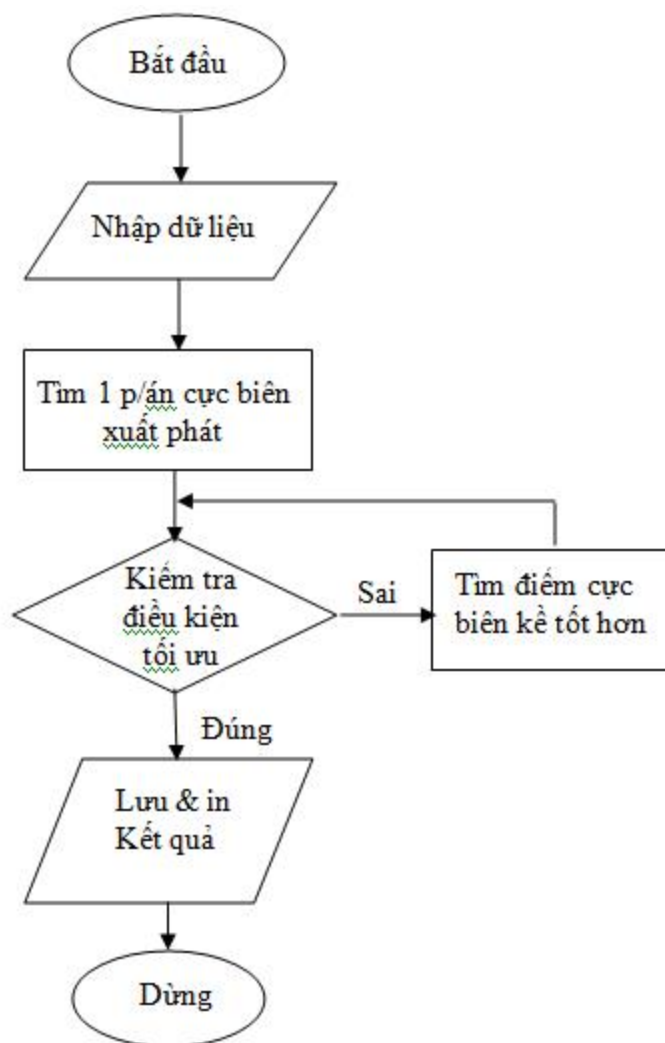 Bắt đầu
Nhập dữ liệu
Tìm 1 p/án cực biên
xuất phát
Kiểm tra
điều kiện
tối ưu
Sai
Tìm điểm cực
biên kề tốt hơn
Đúng
Lưu & in
Kết quả
Dừng